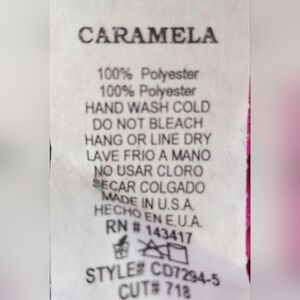 CARAMELA
100% Polyester
100% Polyester
HAND WASH COLD
DO NOT BLEACH
HANG OR LINE DRY
LAVE FRIO A MANO
NO USAR CLORO
SECAR COLGADO
MADE IN U.S.A.
HECHO EN E.U.A.
RN # 143417
STYLE# CD7294-5
CUT# 718